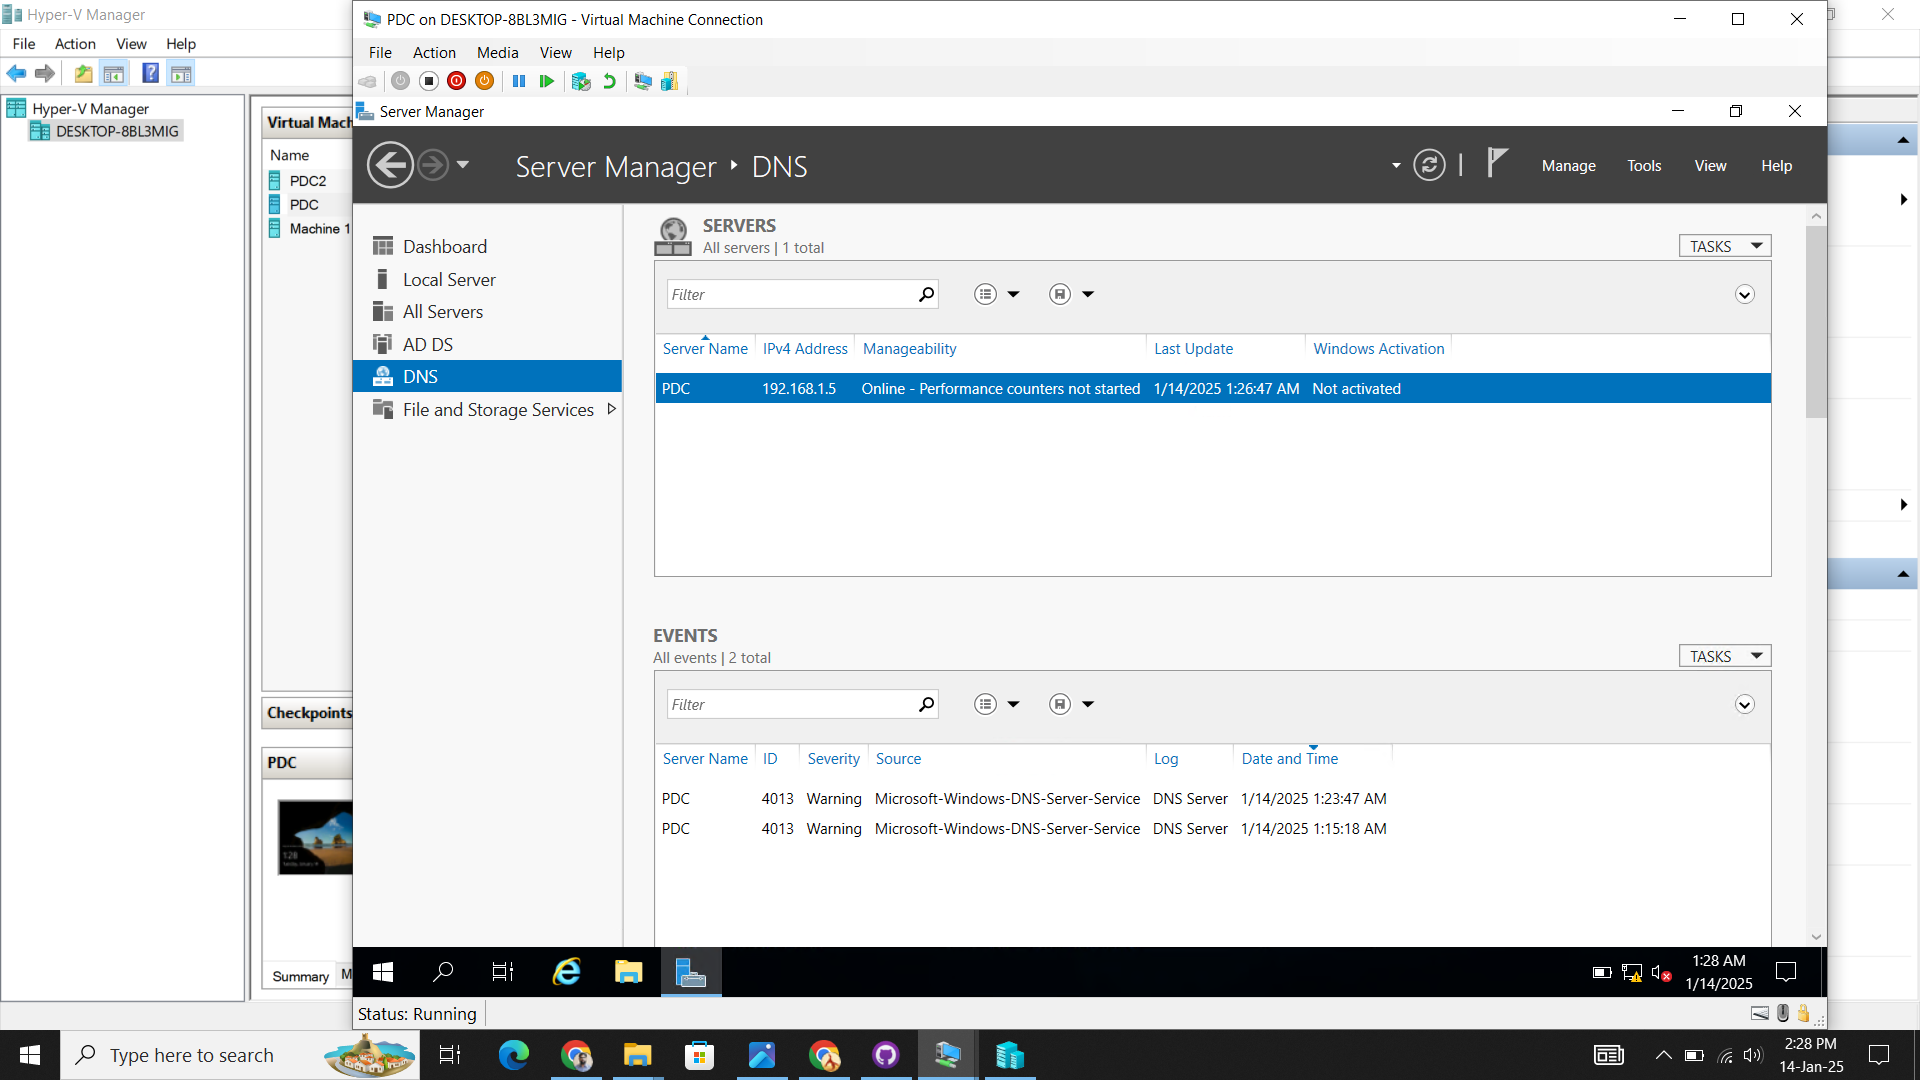 Hyper-V Manager
File Action View Help
Hyper-V Manager
DESKTOP-8BL3MIG
Virtual Mach
Name
PDC2
PDC
Machine 1
Checkpoints
PDC
Summary M
PDC on DESKTOP-8BL3MIG - Virtual Machine Connection
File Action Media View Help
Server Manager
Server Manager DNS
Manage Tools View Help
Dashboard
Local Server
All Servers
AD DS
DNS
File and Storage Services
SERVERS
All servers | 1 total
TASKS
Filter
Server Name IPv4 Address Manageability Last Update Windows Activation
PDC 192.168.1.5 Online - Performance counters not started 1/14/2025 1:26:47 AM Not activated
EVENTS
All events | 2 total
TASKS
Filter
Server Name ID Severity Source Log Date and Time
PDC 4013 Warning Microsoft-Windows-DNS-Server-Service DNS Server 1/14/2025 1:23:47 AM
PDC 4013 Warning Microsoft-Windows-DNS-Server-Service DNS Server 1/14/2025 1:15:18 AM
1:28 AM
1/14/2025
Status: Running
Type here to search
2:28 PM
14-Jan-25